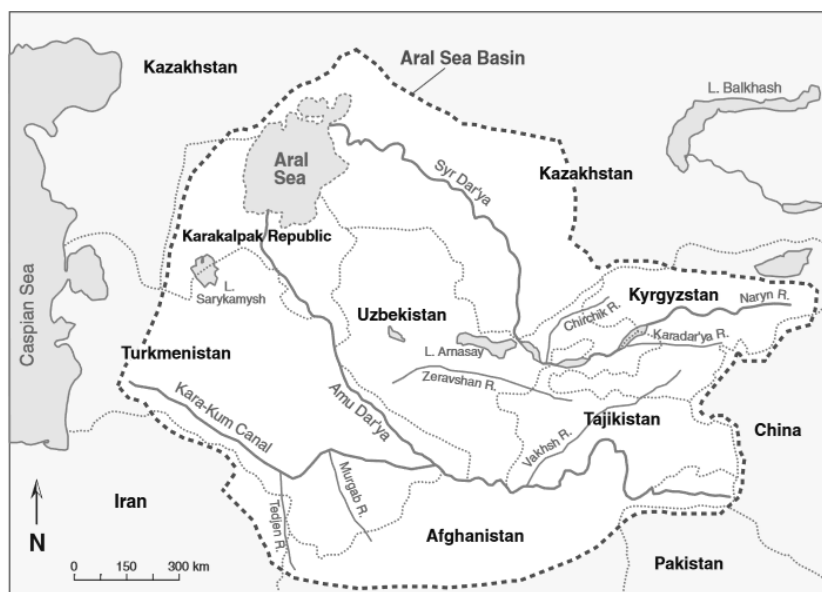 Aral Sea Basin
Kazakhstan
L. Balkhash
Aral
Sea
Syr Dar'ya
Kazakhstan
Karakalpak Republic
L.
Sarykamysh
Caspian Sea
Uzbekistan
Chirchik R.
Kyrgyzstan
Naryn R.
Karadar'ya R.
L. Arnasay
Turkmenistan
Zeravshan R.
Kara-Kum Canal
Amu Dar'ya
Tajikistan
Vakhsh R.
China
Iran
Murgab R.
Tedjen R.
Afghanistan
Pakistan
N
0 150 300 km